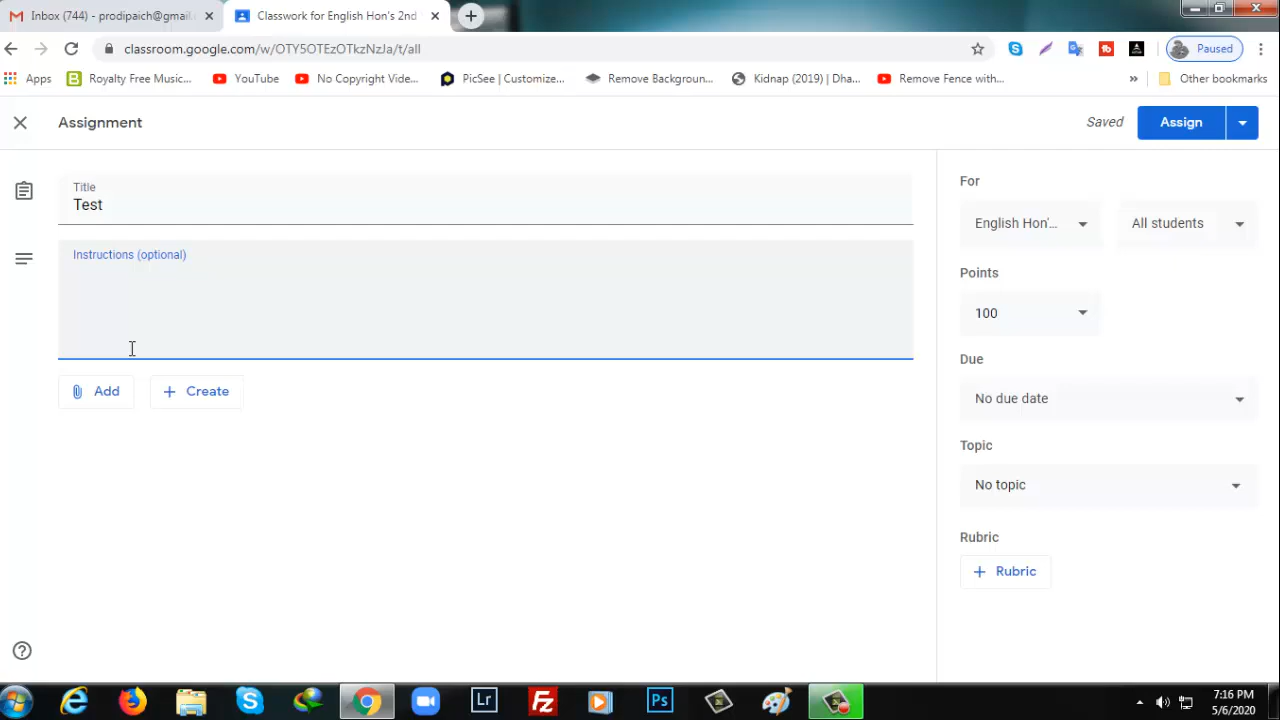 Inbox (744) - prodipaich@gmail.
Classwork for English Hon's 2nd
classroom.google.com/w/OTY5OTEzOTkzNzJa/t/all
Paused
Apps
Royalty Free Music...
YouTube
No Copyright Vide...
PicSee | Customize...
Remove Backgroun...
Kidnap (2019) | Dha...
Remove Fence with...
»
Other bookmarks
Assignment
Saved
Assign
Title
Test
Instructions (optional)
Add
Create
For
English Hon'...
All students
Points
100
Due
No due date
Topic
No topic
Rubric
Rubric
Lr
Ps
7:16 PM
5/6/2020